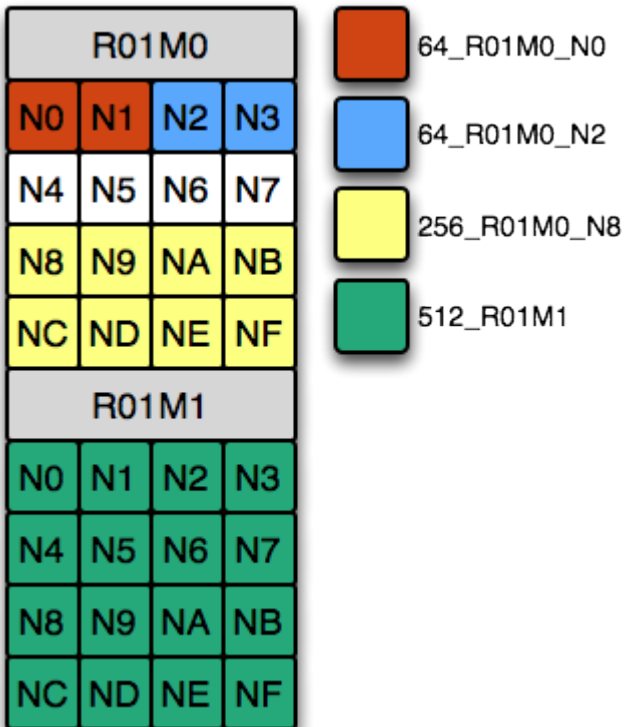 R01M0
N0 N1 N2 N3
N4 N5 N6 N7
N8 N9 NA NB
NC ND NE NF
R01M1
N0 N1 N2 N3
N4 N5 N6 N7
N8 N9 NA NB
NC ND NE NF
64_R01M0_N0
64_R01M0_N2
256_R01M0_N8
512_R01M1